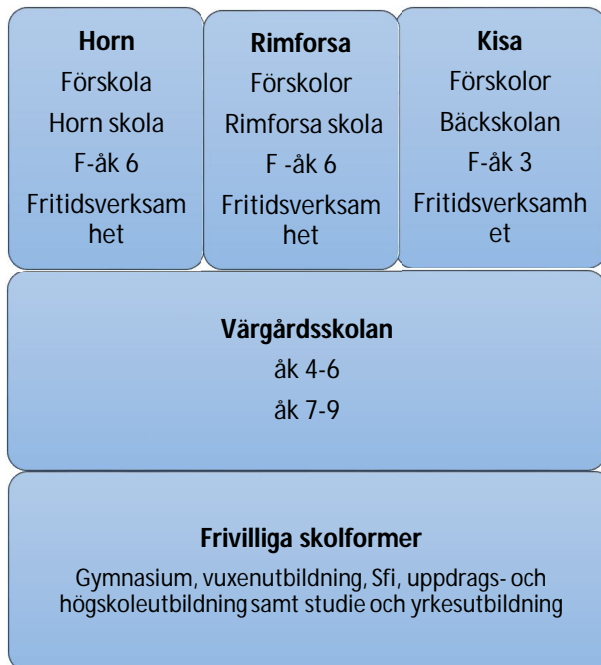 Horn
Förskola
Horn skola
F-åk 6
Fritidsverksam
het
Rimforsa
Förskolor
Rimforsa skola
F -åk 6
Fritidsverksam
het
Kisa
Förskolor
Bäckskolan
F-åk 3
Fritidsverksamh
et
Värgårdsskolan
åk 4-6
åk 7-9
Frivilliga skolformer
Gymnasium, vuxenutbildning, Sfi, uppdrags- och
högskoleutbildning samt studie och yrkesutbildning